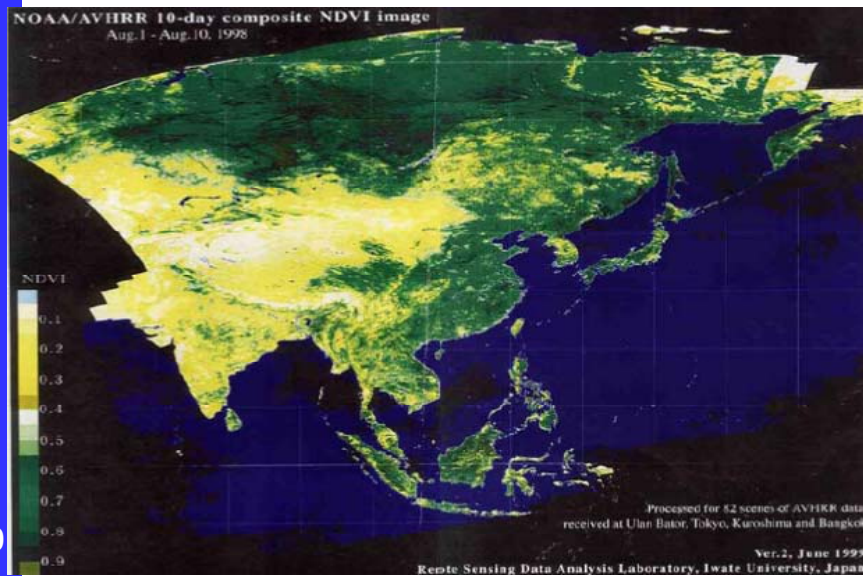 NOAA/AVHRR 10-day composite NDVI image
Aug.1 - Aug.10, 1998
NDVI
0.1
0.2
0.3
0.4
0.5
0.6
0.7
0.8
0.9
Processed for 82 scenes of AVHRR data
received at Ulan Bator, Tokyo, Kuroshima and Bangkok
Ver.2, June 1999
Remote Sensing Data Analysis Laboratory, Iwate University, Japan